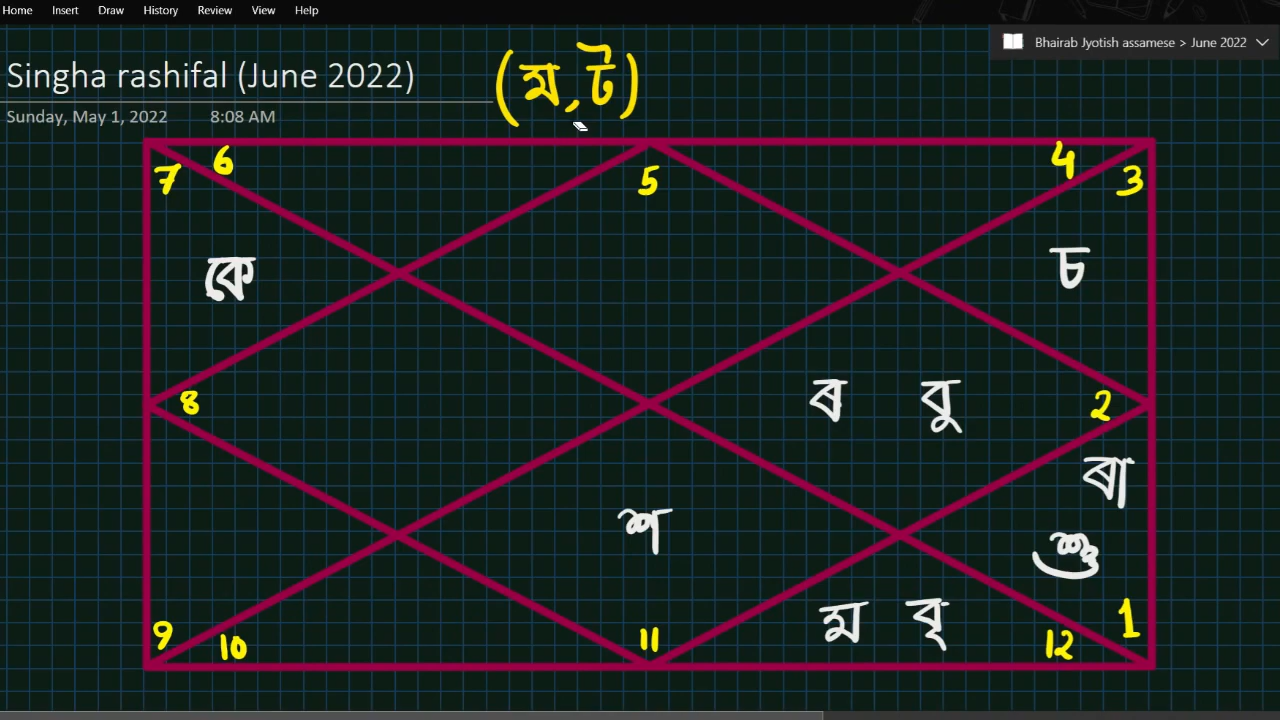 Home Insert Draw History Review View Help
Bhairab Jyotish assamese > June 2022
Singha rashifal (June 2022) (ম, ট)
Sunday, May 1, 2022 8:08 AM
7 6 5 4 3
কে চ
8 ৰ বু 2
ৰা
শ শু
ম বৃ
9 10 11 12 1